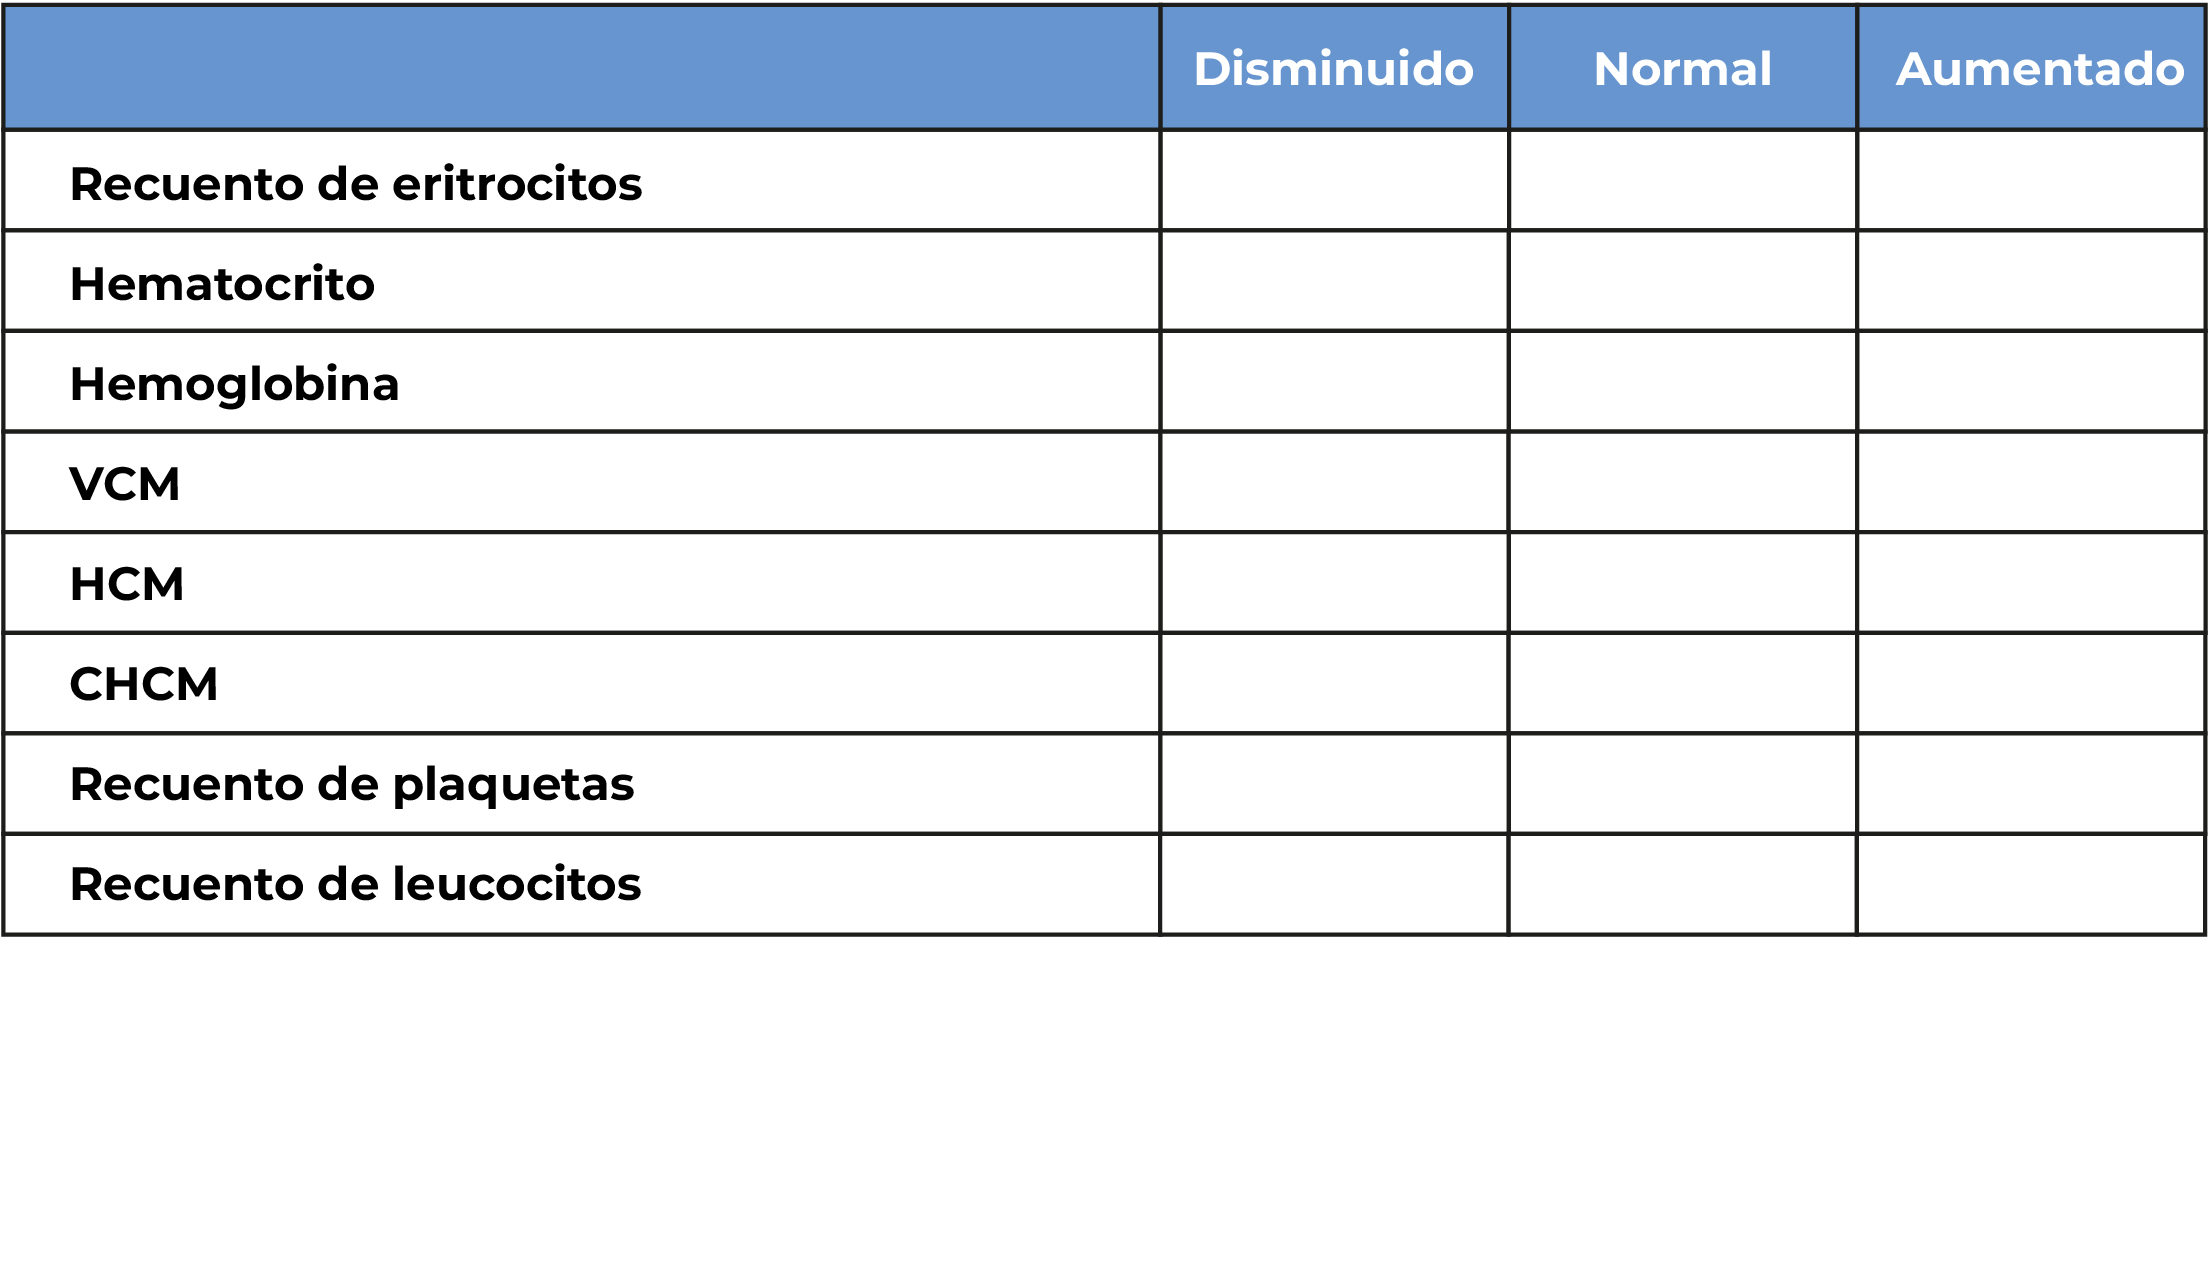 Disminuido Normal Aumentado
Recuento de eritrocitos
Hematocrito
Hemoglobina
VCM
HCM
CHCM
Recuento de plaquetas
Recuento de leucocitos